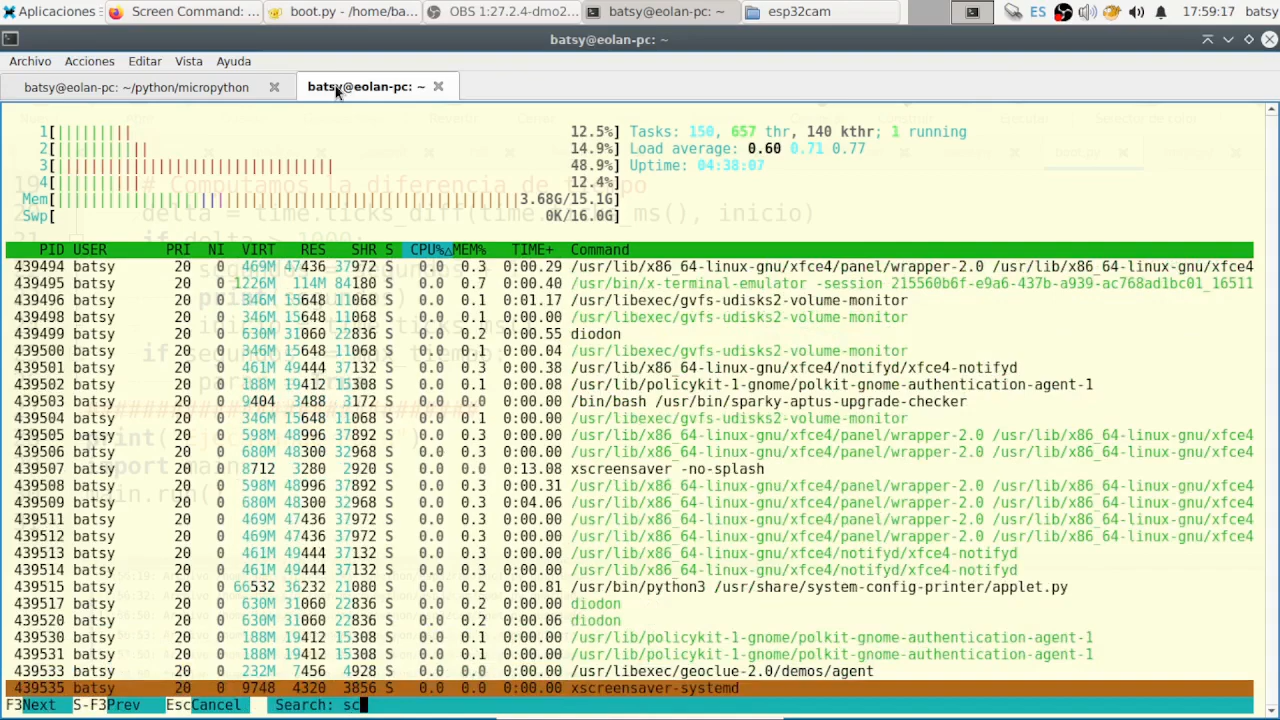 Aplicaciones Screen Command: ... boot.py - /home/ba... OBS 1:27.2.4-dmo2... batsy@eolan-pc: ~ esp32cam ES 17:59:17 batsy
batsy@eolan-pc: ~
Archivo Acciones Editar Vista Ayuda
batsy@eolan-pc: ~/python/micropython batsy@eolan-pc: ~
1[ 12.5%] Tasks: 150, 657 thr, 140 kthr; 1 running
2[ 14.9%] Load average: 0.60 0.71 0.77
3[ 48.9%] Uptime: 04:38:07
4[ 12.4%]
# Computamos la diferencia de tiempo
Mem[ 3.68G/15.1G]
Swp[ 0K/16.0G]
PID USER PRI NI VIRT RES SHR S CPU%△MEM% TIME+ Command
439494 batsy 20 0 469M 47436 37972 S 0.0 0.3 0:00.29 /usr/lib/x86_64-linux-gnu/xfce4/panel/wrapper-2.0 /usr/lib/x86_64-linux-gnu/xfce4
439495 batsy 20 0 1226M 114M 84180 S 0.0 0.7 0:00.40 /usr/bin/x-terminal-emulator -session 215560b6f-e9a6-437b-a939-ac768ad1bc01_16511
439496 batsy 20 0 346M 15648 11068 S 0.0 0.1 0:01.17 /usr/libexec/gvfs-udisks2-volume-monitor
439498 batsy 20 0 346M 15648 11068 S 0.0 0.1 0:00.00 /usr/libexec/gvfs-udisks2-volume-monitor
439499 batsy 20 0 630M 31060 22836 S 0.0 0.2 0:00.55 diodon
439500 batsy 20 0 346M 15648 11068 S 0.0 0.1 0:00.04 /usr/libexec/gvfs-udisks2-volume-monitor
439501 batsy 20 0 461M 49444 37132 S 0.0 0.3 0:00.38 /usr/lib/x86_64-linux-gnu/xfce4/notifyd/xfce4-notifyd
439502 batsy 20 0 188M 19412 15308 S 0.0 0.1 0:00.08 /usr/lib/policykit-1-gnome/polkit-gnome-authentication-agent-1
439503 batsy 20 0 9404 3488 3172 S 0.0 0.0 0:00.00 /bin/bash /usr/bin/sparky-aptus-upgrade-checker
439504 batsy 20 0 346M 15648 11068 S 0.0 0.1 0:00.00 /usr/libexec/gvfs-udisks2-volume-monitor
439505 batsy 20 0 598M 48996 37892 S 0.0 0.3 0:00.00 /usr/lib/x86_64-linux-gnu/xfce4/panel/wrapper-2.0 /usr/lib/x86_64-linux-gnu/xfce4
439506 batsy 20 0 680M 48300 32968 S 0.0 0.3 0:00.00 /usr/lib/x86_64-linux-gnu/xfce4/panel/wrapper-2.0 /usr/lib/x86_64-linux-gnu/xfce4
439507 batsy 20 0 8712 3280 2920 S 0.0 0.0 0:13.08 xscreensaver -no-splash
439508 batsy 20 0 598M 48996 37892 S 0.0 0.3 0:00.31 /usr/lib/x86_64-linux-gnu/xfce4/panel/wrapper-2.0 /usr/lib/x86_64-linux-gnu/xfce4
439509 batsy 20 0 680M 48300 32968 S 0.0 0.3 0:04.06 /usr/lib/x86_64-linux-gnu/xfce4/panel/wrapper-2.0 /usr/lib/x86_64-linux-gnu/xfce4
439511 batsy 20 0 469M 47436 37972 S 0.0 0.3 0:00.00 /usr/lib/x86_64-linux-gnu/xfce4/panel/wrapper-2.0 /usr/lib/x86_64-linux-gnu/xfce4
439512 batsy 20 0 469M 47436 37972 S 0.0 0.3 0:00.00 /usr/lib/x86_64-linux-gnu/xfce4/panel/wrapper-2.0 /usr/lib/x86_64-linux-gnu/xfce4
439513 batsy 20 0 461M 49444 37132 S 0.0 0.3 0:00.00 /usr/lib/x86_64-linux-gnu/xfce4/notifyd/xfce4-notifyd
439514 batsy 20 0 461M 49444 37132 S 0.0 0.3 0:00.00 /usr/lib/x86_64-linux-gnu/xfce4/notifyd/xfce4-notifyd
439515 batsy 20 0 66532 36232 21080 S 0.0 0.2 0:00.81 /usr/bin/python3 /usr/share/system-config-printer/applet.py
439517 batsy 20 0 630M 31060 22836 S 0.0 0.2 0:00.00 diodon
439520 batsy 20 0 630M 31060 22836 S 0.0 0.2 0:00.06 diodon
439530 batsy 20 0 188M 19412 15308 S 0.0 0.1 0:00.00 /usr/lib/policykit-1-gnome/polkit-gnome-authentication-agent-1
439531 batsy 20 0 188M 19412 15308 S 0.0 0.1 0:00.00 /usr/lib/policykit-1-gnome/polkit-gnome-authentication-agent-1
439533 batsy 20 0 232M 7456 4928 S 0.0 0.0 0:00.00 /usr/libexec/geoclue-2.0/demos/agent
439535 batsy 20 0 9748 4320 3856 S 0.0 0.0 0:00.00 xscreensaver-systemd
F3Next S-F3Prev EscCancel Search: sc